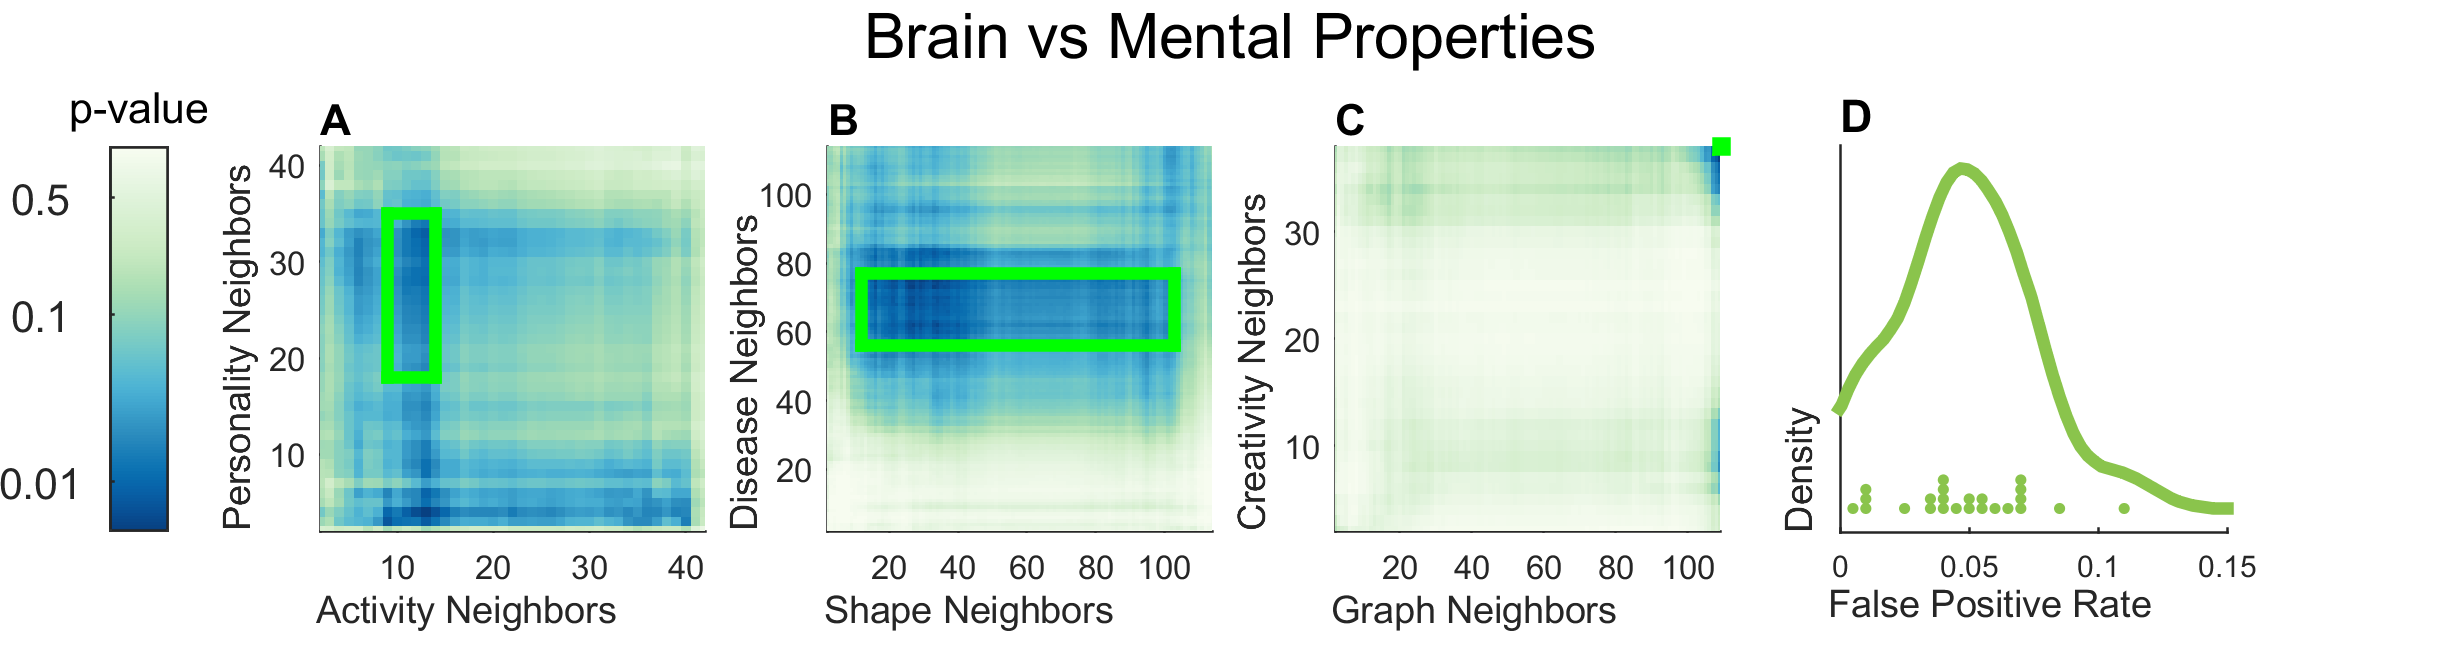 Brain vs Mental Properties
p-value
0.5
0.1
0.01
A
Personality Neighbors
40
30
20
10
10 20 30 40
Activity Neighbors
B
Disease Neighbors
100
80
60
40
20
20 40 60 80 100
Shape Neighbors
C
Creativity Neighbors
30
20
10
20 40 60 80 100
Graph Neighbors
D
Density
0 0.05 0.1 0.15
False Positive Rate